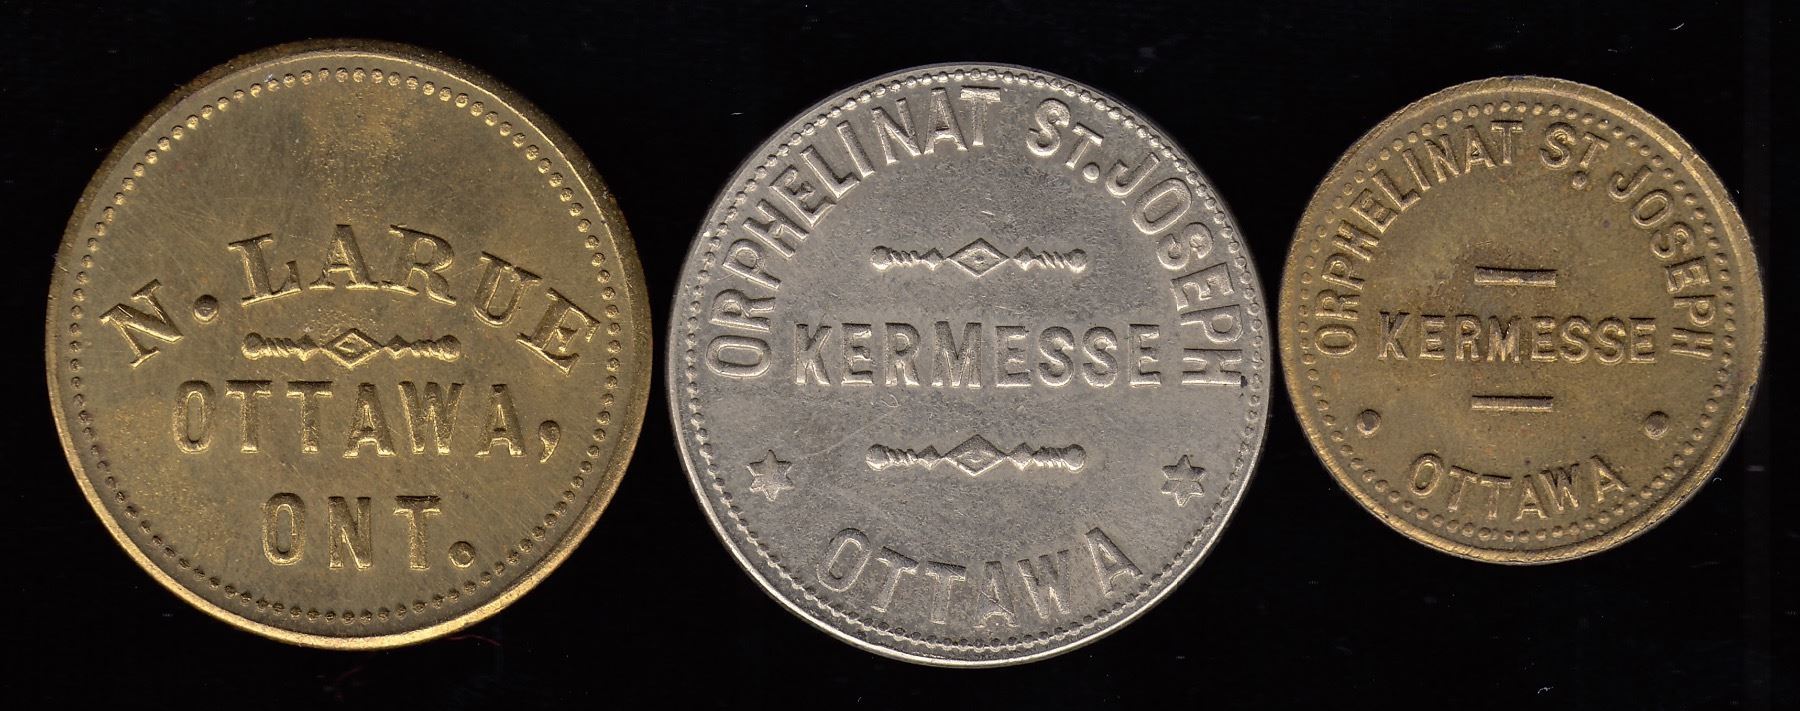 N. LARUE
OTTAWA,
ONT.
ORPHELINAT ST. JOSEPH
KERMESSE
OTTAWA
ORPHELINAT ST. JOSEPH
KERMESSE
OTTAWA